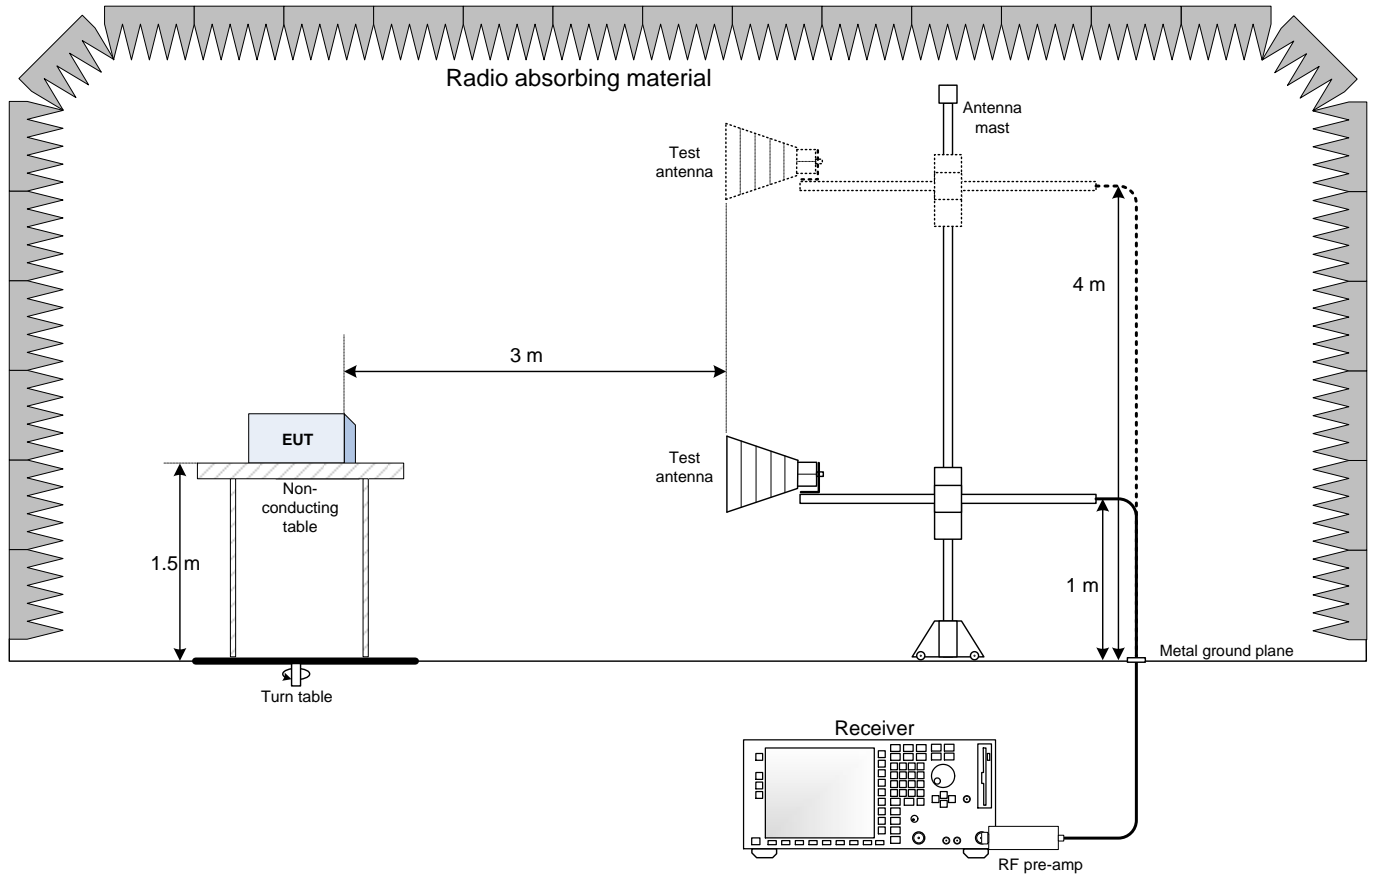 Radio absorbing material
Antenna
mast
Test
antenna
4 m
3 m
EUT
Test
antenna
Non-
conducting
table
1.5 m
1 m
Metal ground plane
Turn table
Receiver
RF pre-amp